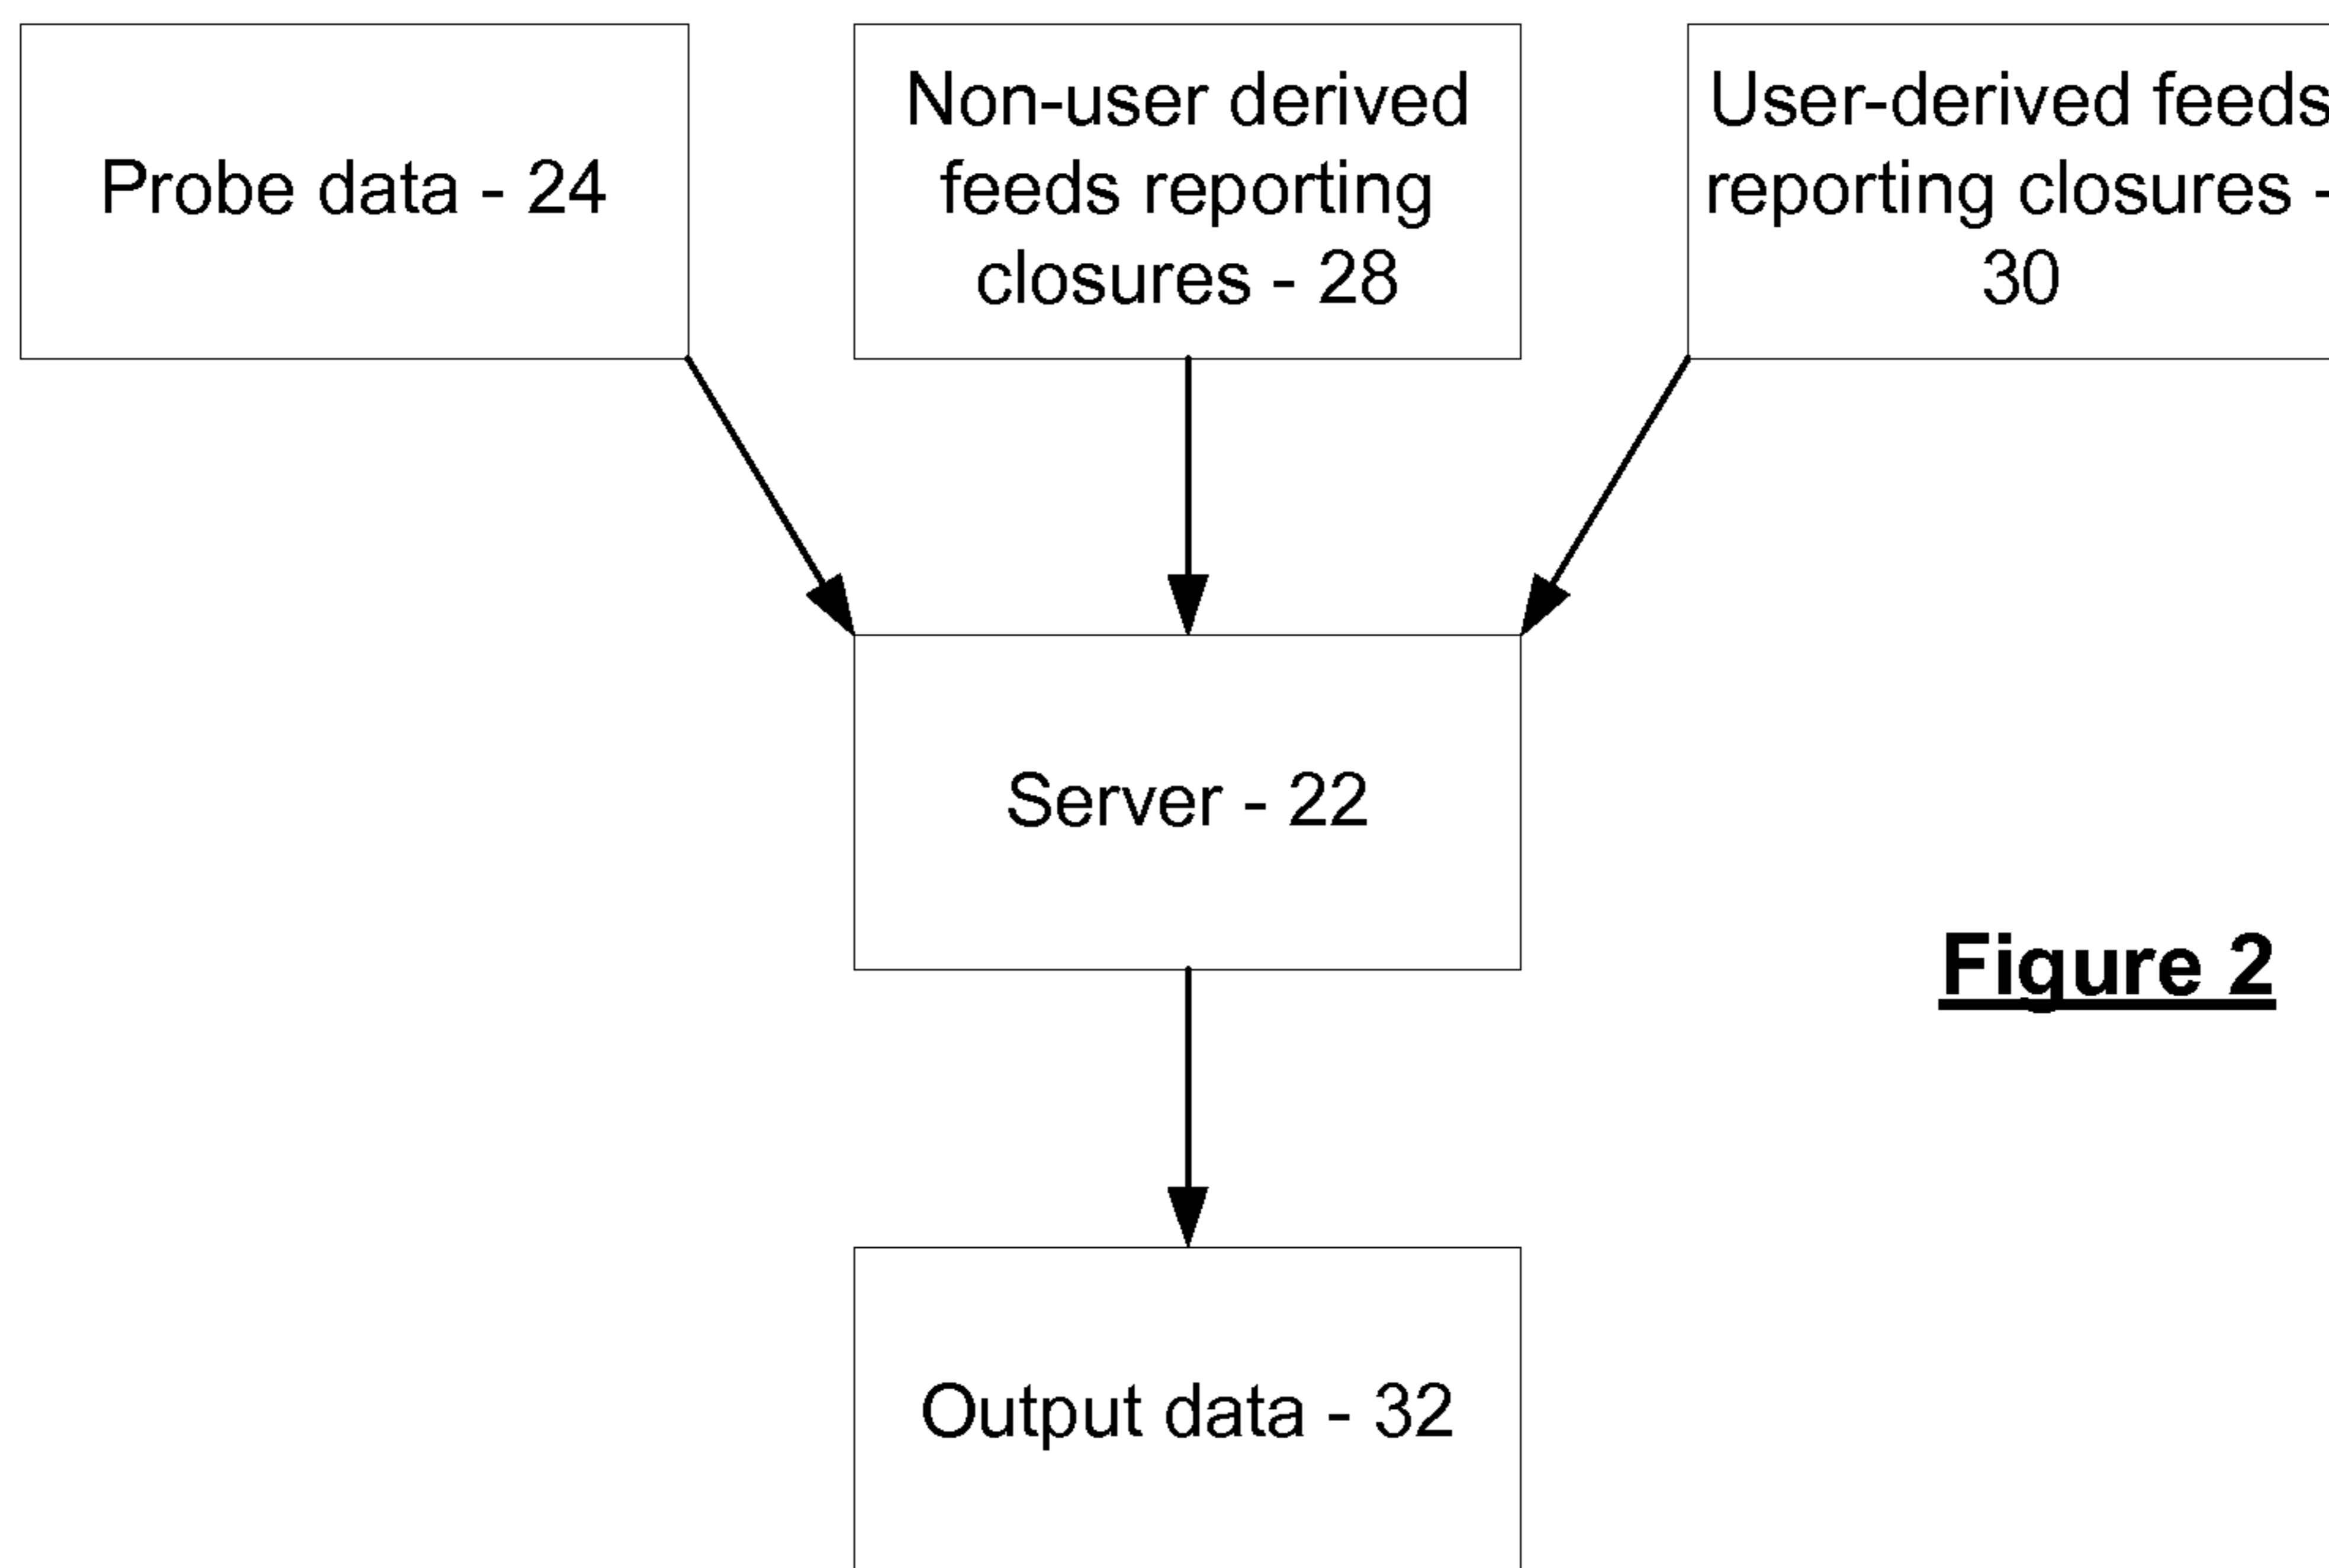 Probe data - 24
Non-user derived
feeds reporting
closures - 28
User-derived feeds
reporting closures -
30
Server - 22
Figure 2
Output data - 32